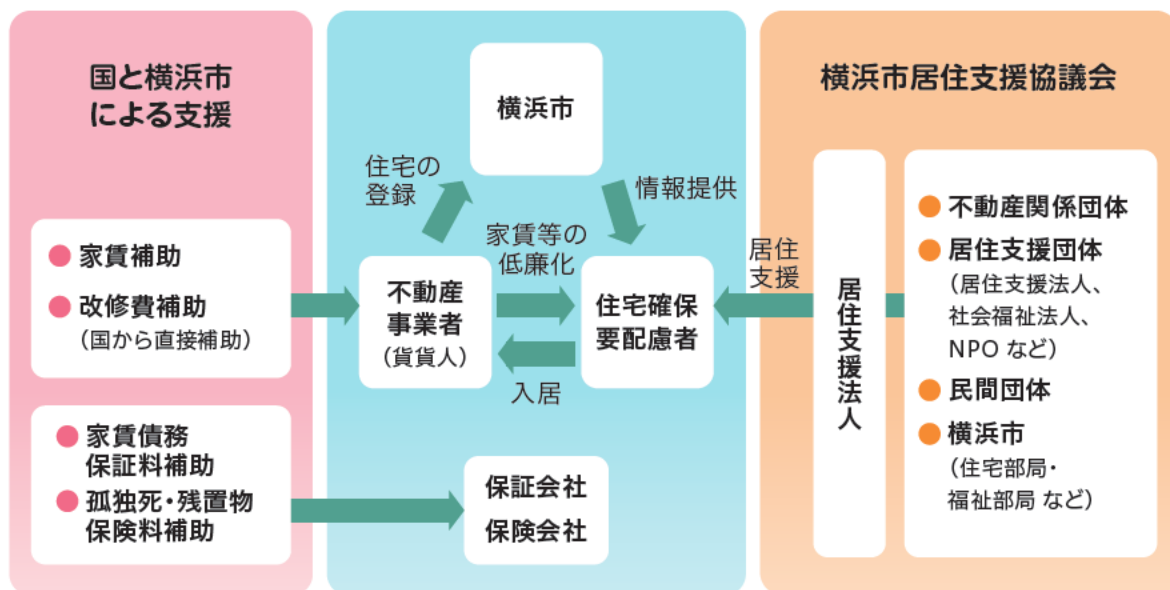 国と横浜市
による支援
家賃補助
改修費補助
（国から直接補助）
家賃債務
保証料補助
孤独死・残置物
保険料補助
横浜市
住宅の
登録
情報提供
家賃等の
低廉化
不動産
事業者
（貨貨人）
住宅確保
要配慮者
入居
保証会社
保険会社
横浜市居住支援協議会
居住
支援
居住支援法人
不動産関係団体
居住支援団体
（居住支援法人、
社会福祉法人、
NPO など）
民間団体
横浜市
（住宅部局・
福祉部局 など）